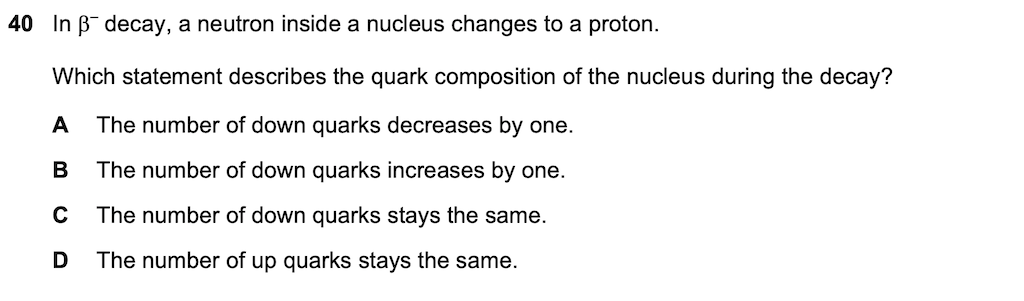 40 In β⁻ decay, a neutron inside a nucleus changes to a proton.
Which statement describes the quark composition of the nucleus during the decay?
A The number of down quarks decreases by one.
B The number of down quarks increases by one.
C The number of down quarks stays the same.
D The number of up quarks stays the same.